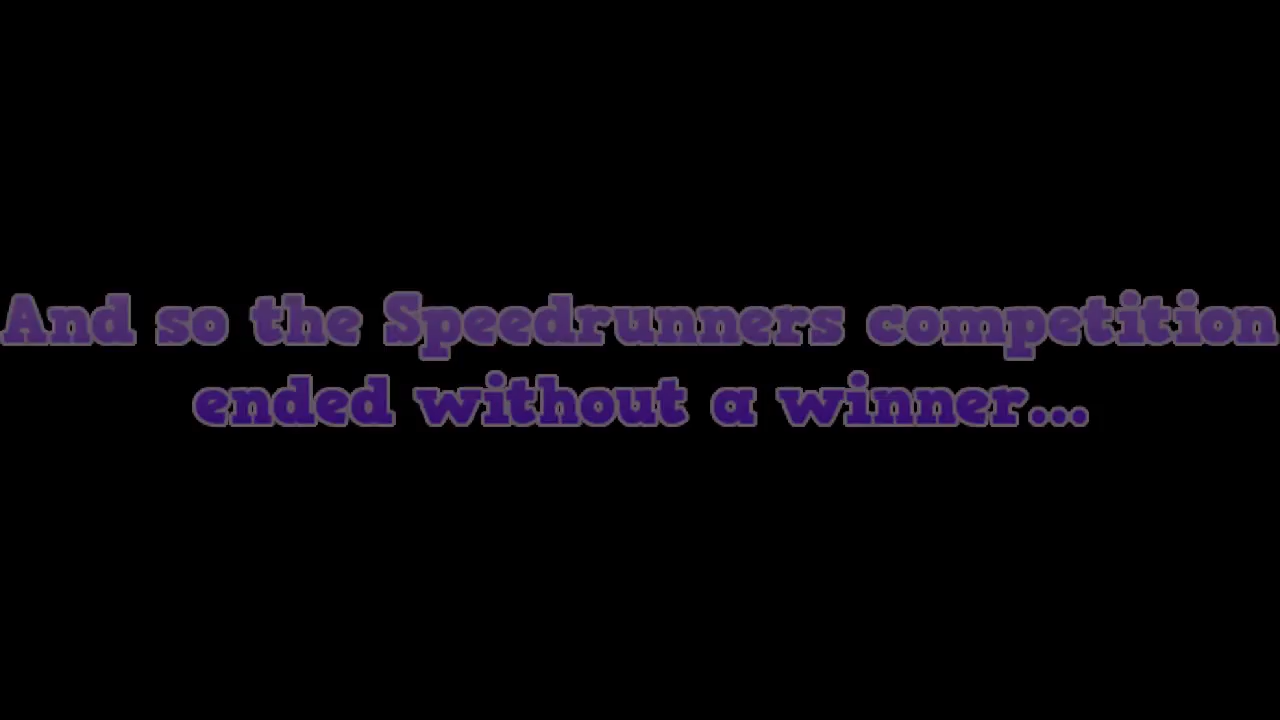 And so the Speedrunners competition
ended without a winner...